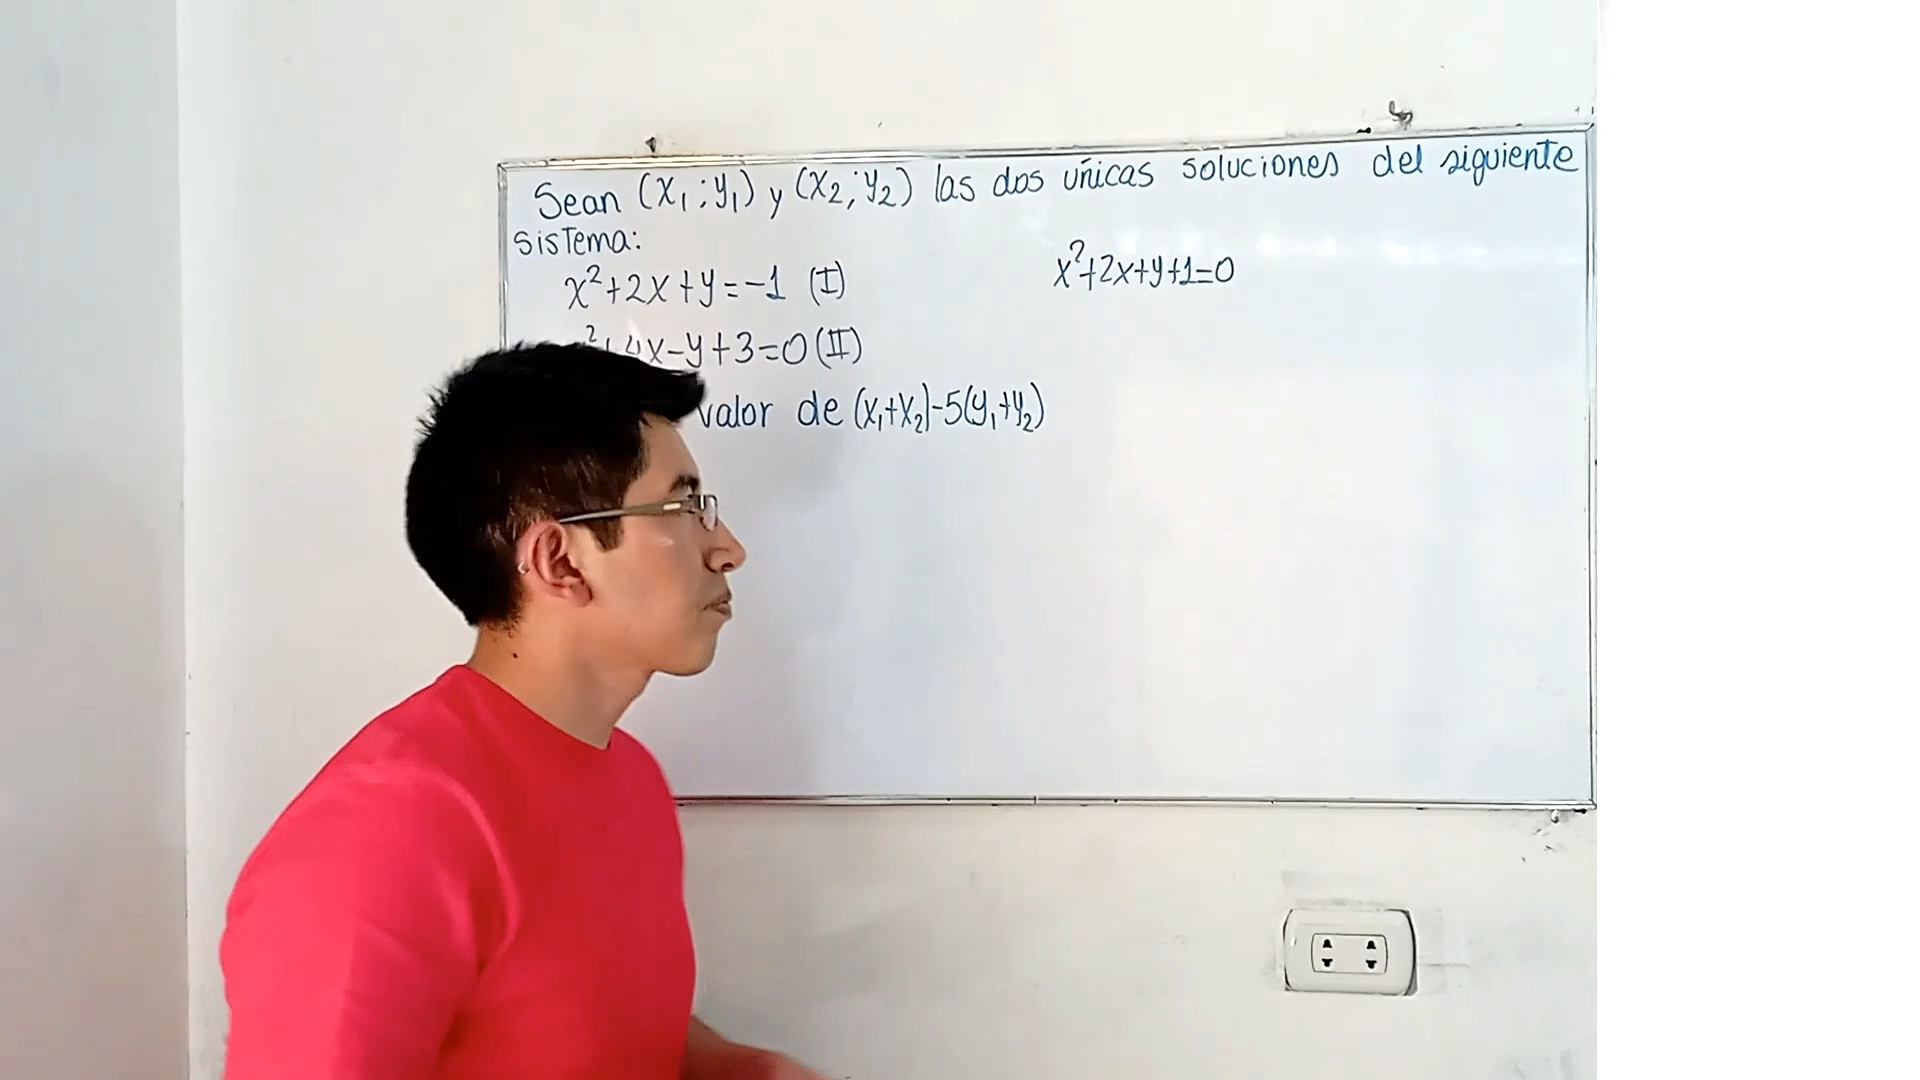 Sean (x₁;y₁) y (x₂;y₂) las dos únicas soluciones del siguiente
sistema:
x²+2x+y=-1 (I)
x²+2x+y+1=0
²+4x-y+3=0 (II)
valor de (x₁+x₂)-5(y₁+y₂)